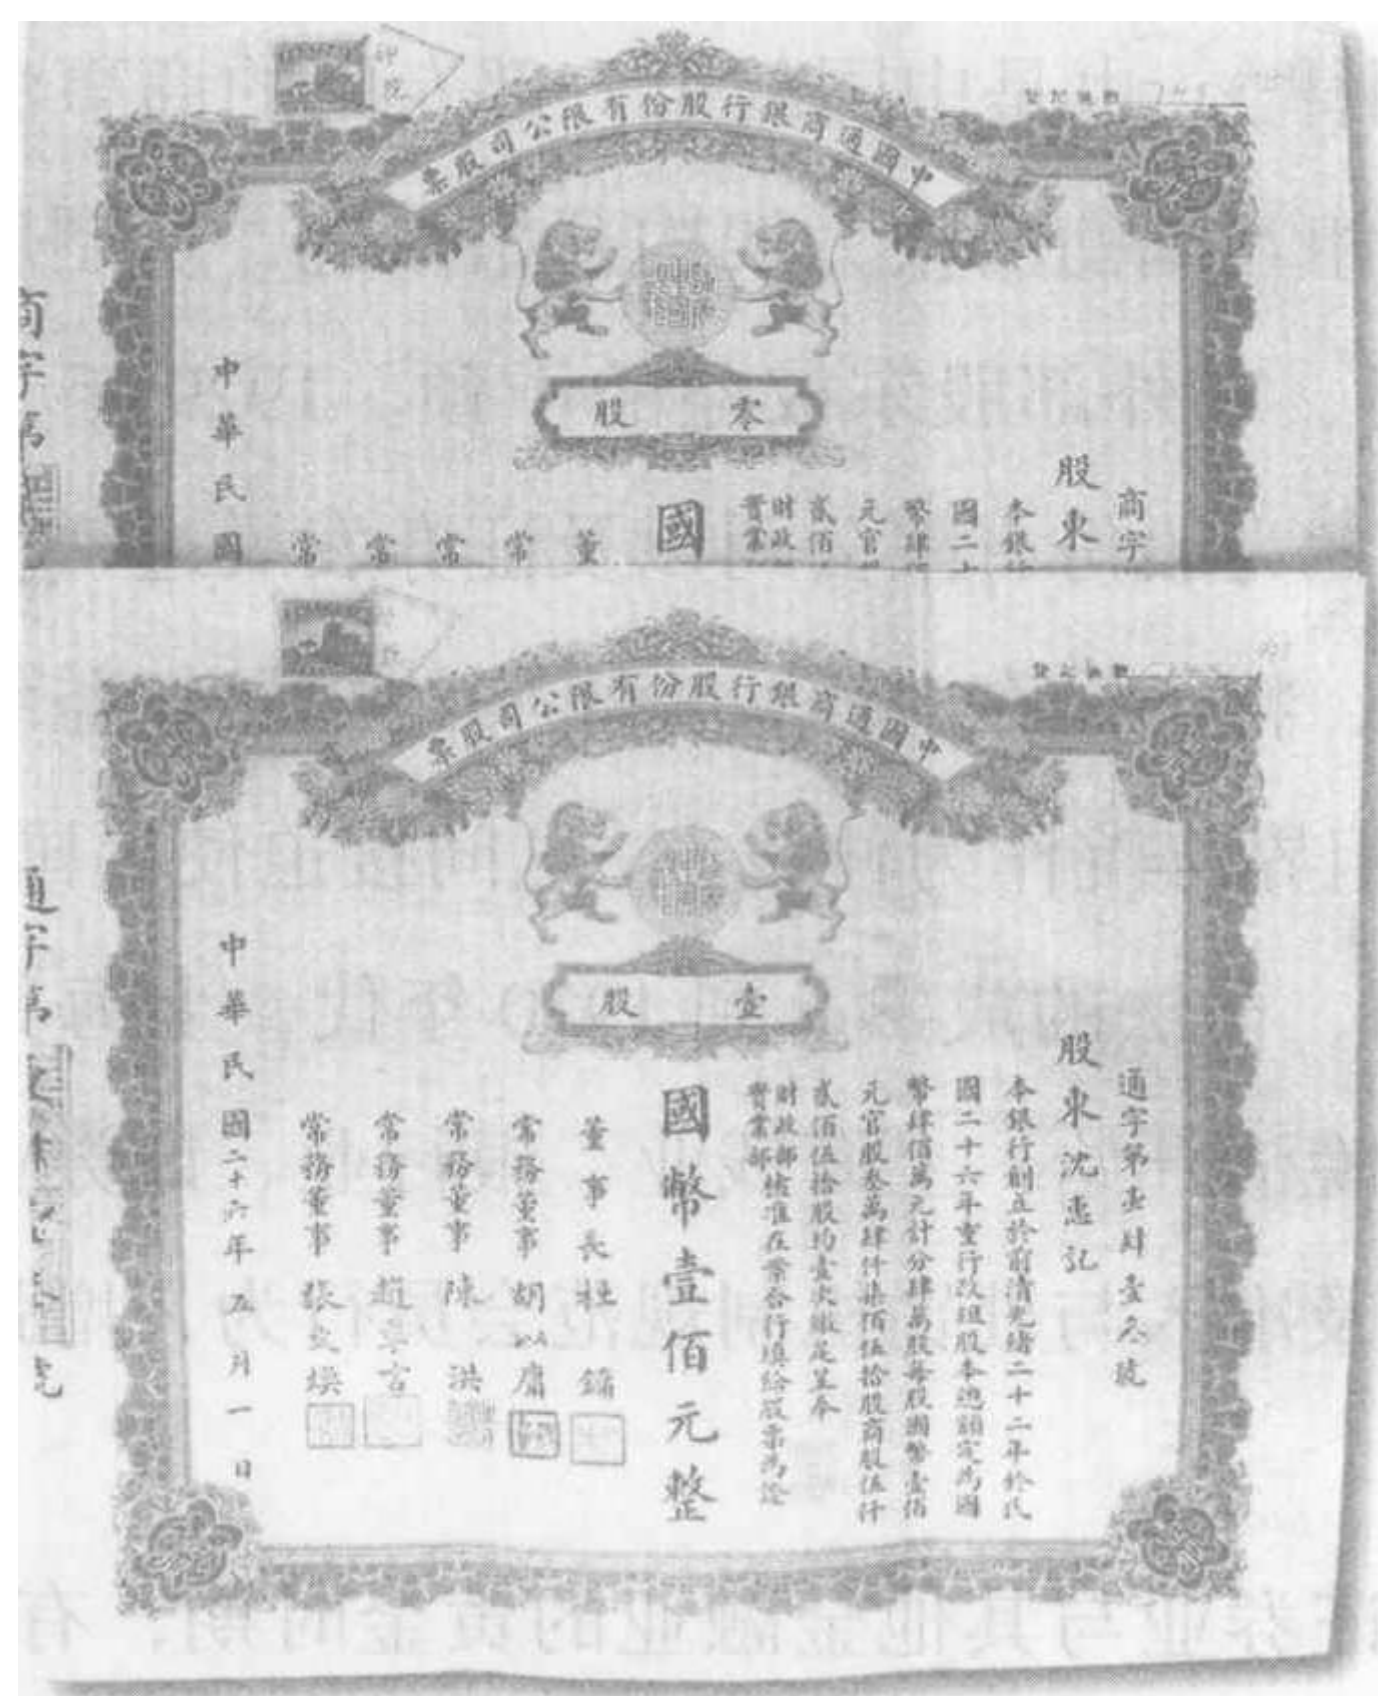 中國通商銀行股份有限公司股票
零股
商字
股東
本銀行
國二十
幣肆
元官
貳佰
財政
實業
國
董
常
常
常
常
中華民國
商字第
中國通商銀行股份有限公司股票
壹股
通字第
股東沈惠記
本銀行創立於前清光緒二十二年於民
國二十六年重行改組股本總額定為國
幣肆佰萬元計分肆萬股每股國幣壹佰
元官股叁萬肆仟柒佰伍拾股商股伍仟
貳佰伍拾股均壹次繳足呈奉
財政部
實業部
核准在案合行填給股票為證
國幣壹佰元整
董事長杜鏞
常務董事胡以庸
常務董事陳洪
常務董事趙
常務董事張文煥
中華民國二十六年五月一日
通字第
號